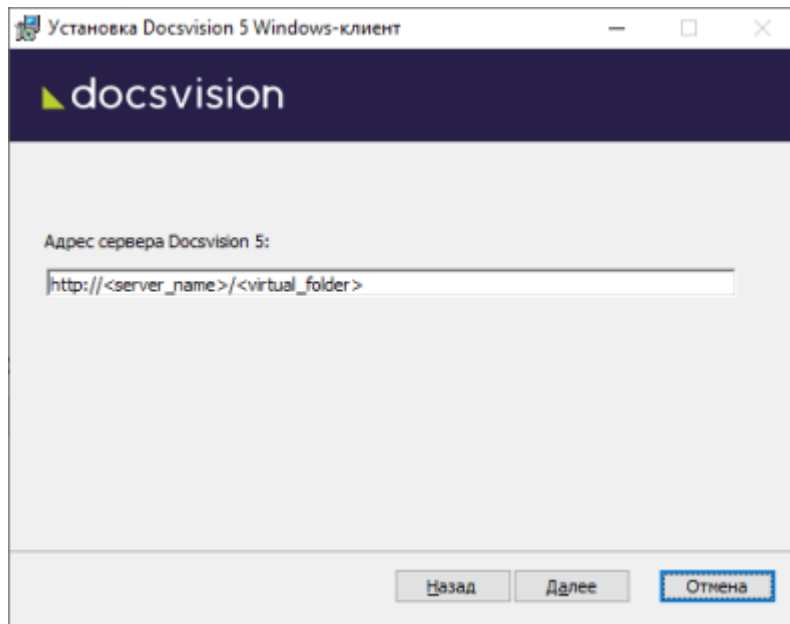 Установка Docsvision 5 Windows-клиент
docsvision
Адрес сервера Docsvision 5:
http://<server_name>/<virtual_folder>
Назад Далее Отмена